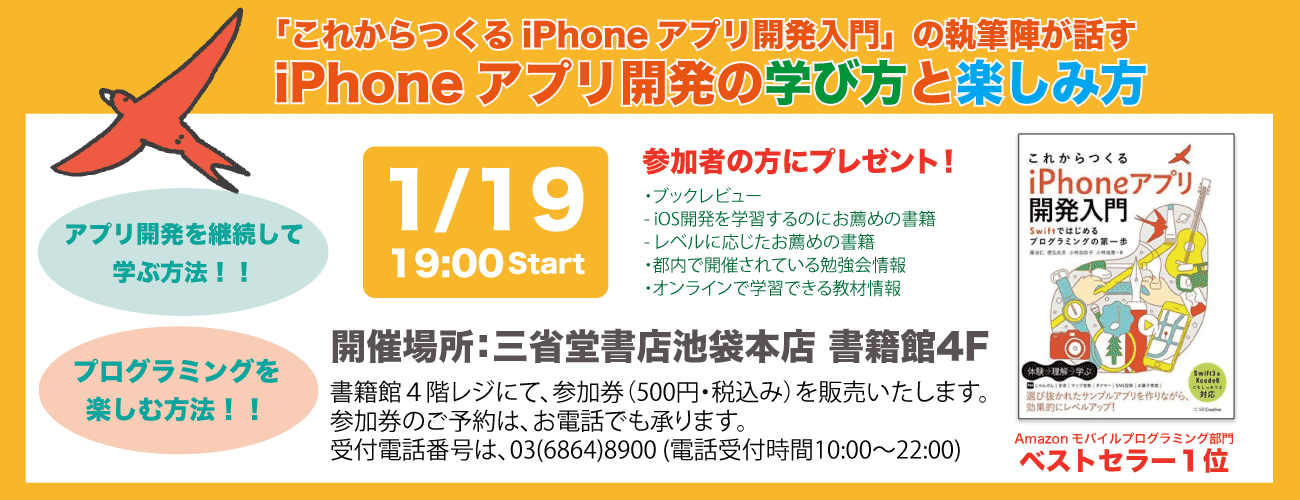 「これからつくる iPhone アプリ開発入門」の執筆陣が話す
iPhone アプリ開発の学び方と楽しみ方
アプリ開発を継続して
学ぶ方法！！
プログラミングを
楽しむ方法！！
1/19
19:00 Start
参加者の方にプレゼント！
・ブックレビュー
- iOS開発を学習するのにお薦めの書籍
- レベルに応じたお薦めの書籍
・都内で開催されている勉強会情報
・オンラインで学習できる教材情報
開催場所：三省堂書店池袋本店 書籍館4F
書籍館４階レジにて、参加券（500円・税込み）を販売いたします。
参加券のご予約は、お電話でも承ります。
受付電話番号は、03(6864)8900 (電話受付時間10:00～22:00)
これからつくる
iPhoneアプリ
開発入門
Swiftではじめる
プログラミングの第一歩
体験→理解→学ぶ
選び抜かれたサンプルアプリを作りながら、
効果的にレベルアップ！
Swift3&
Xcode8
にもしっかりと
対応
SB Creative
Amazon モバイルプログラミング部門
ベストセラー１位